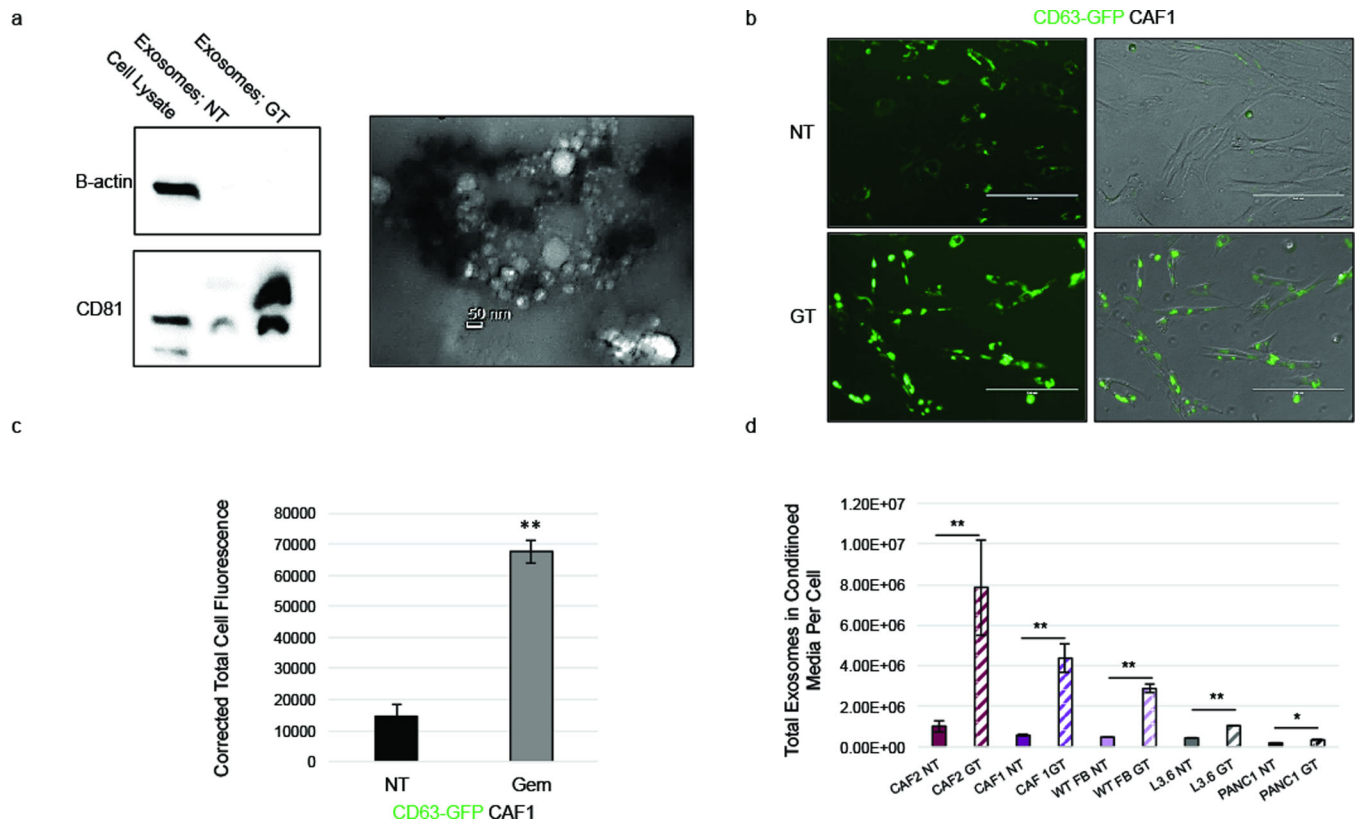 a
Cell Lysate
Exosomes; NT
Exosomes; GT
B-actin
CD81
50 nm
b
CD63-GFP CAF1
NT
GT
c
Corrected Total Cell Fluorescence
80000
70000
60000
50000
40000
30000
20000
10000
0
**
NT
Gem
CD63-GFP CAF1
d
Total Exosomes in Conditinoed
Media Per Cell
1.20E+07
1.00E+07
8.00E+06
6.00E+06
4.00E+06
2.00E+06
0.00E+00
**
**
**
**
*
CAF2 NT
CAF2 GT
CAF1 NT
CAF 1GT
WT FB NT
WT FB GT
L3.6 NT
L3.6 GT
PANC1 NT
PANC1 GT